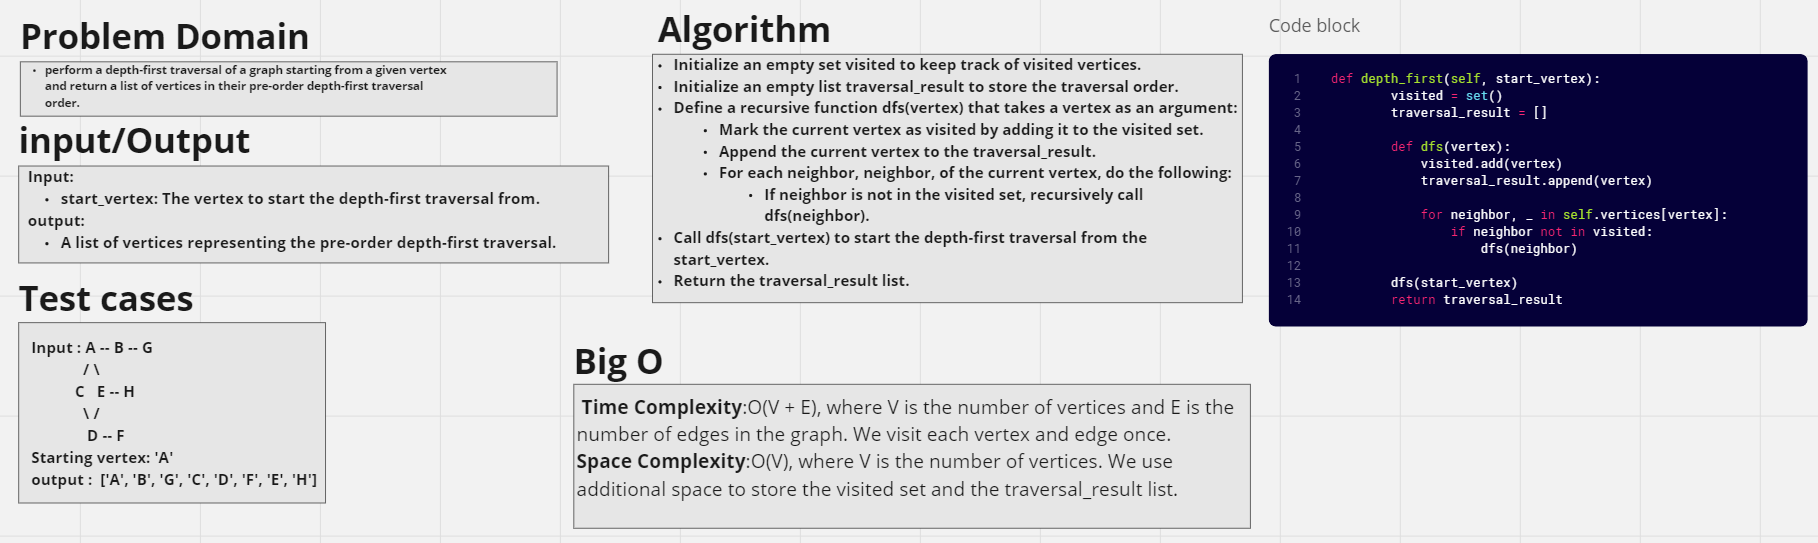 Problem Domain
• perform a depth-first traversal of a graph starting from a given vertex
and return a list of vertices in their pre-order depth-first traversal
order.
input/Output
Input:
• start_vertex: The vertex to start the depth-first traversal from.
output:
• A list of vertices representing the pre-order depth-first traversal.
Test cases
Input : A -- B -- G
/ \
C E -- H
\ /
D -- F
Starting vertex: 'A'
output : ['A', 'B', 'G', 'C', 'D', 'F', 'E', 'H']
Algorithm
• Initialize an empty set visited to keep track of visited vertices.
• Initialize an empty list traversal_result to store the traversal order.
• Define a recursive function dfs(vertex) that takes a vertex as an argument:
• Mark the current vertex as visited by adding it to the visited set.
• Append the current vertex to the traversal_result.
• For each neighbor, neighbor, of the current vertex, do the following:
• If neighbor is not in the visited set, recursively call
dfs(neighbor).
• Call dfs(start_vertex) to start the depth-first traversal from the
start_vertex.
• Return the traversal_result list.
Big O
Time Complexity:O(V + E), where V is the number of vertices and E is the
number of edges in the graph. We visit each vertex and edge once.
Space Complexity:O(V), where V is the number of vertices. We use
additional space to store the visited set and the traversal_result list.
Code block
1 def depth_first(self, start_vertex):
2 visited = set()
3 traversal_result = []
4
5 def dfs(vertex):
6 visited.add(vertex)
7 traversal_result.append(vertex)
8
9 for neighbor, _ in self.vertices[vertex]:
10 if neighbor not in visited:
11 dfs(neighbor)
12
13 dfs(start_vertex)
14 return traversal_result